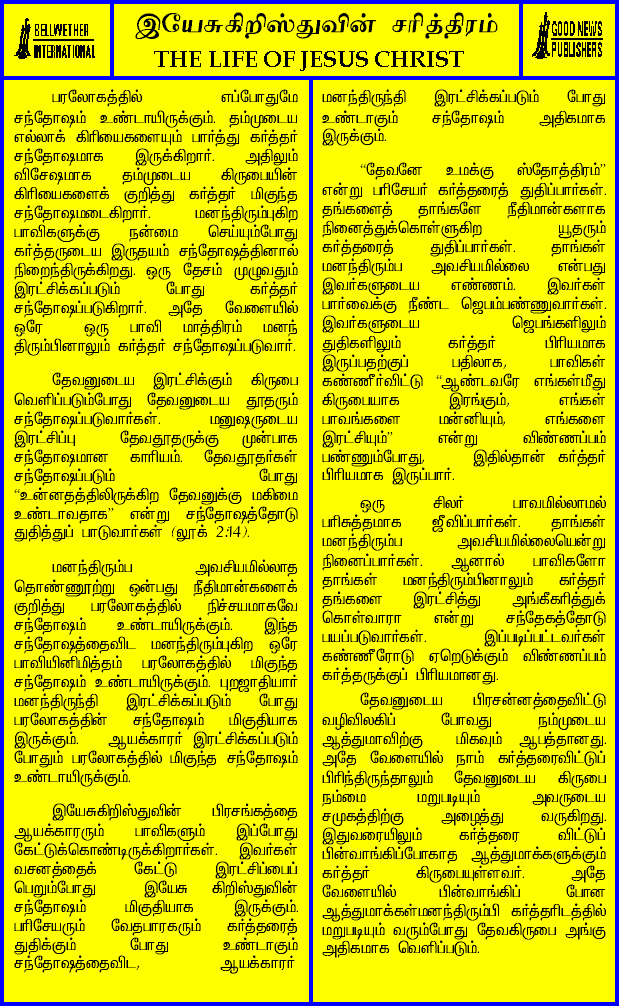 BELLWETHER
INTERNATIONAL
இயேசுகிறிஸ்துவின் சரித்திரம்
THE LIFE OF JESUS CHRIST
GOOD NEWS
PUBLISHERS
பரலோகத்தில் எப்போதுமே
சந்தோஷம் உண்டாயிருக்கும். தம்முடைய
எல்லாக் கிரியைகளையும் பார்த்து கர்த்தர்
சந்தோஷமாக இருக்கிறார். அதிலும்
விசேஷமாக தம்முடைய கிருபையின்
கிரியைகளைக் குறித்து கர்த்தர் மிகுந்த
சந்தோஷமடைகிறார். மனந்திரும்புகிற
பாவிகளுக்கு நன்மை செய்யும்போது
கர்த்தருடைய இருதயம் சந்தோஷத்தினால்
நிறைந்திருக்கிறது. ஒரு தேசம் முழுவதும்
இரட்சிக்கப்படும் போது கர்த்தர்
சந்தோஷப்படுகிறார். அதே வேளையில்
ஒரே ஒரு பாவி மாத்திரம் மனந்
திரும்பினாலும் கர்த்தர் சந்தோஷப்படுவார்.
தேவனுடைய இரட்சிக்கும் கிருபை
வெளிப்படும்போது தேவனுடைய தூதரும்
சந்தோஷப்படுவார்கள். மனுஷருடைய
இரட்சிப்பு தேவதூதருக்கு முன்பாக
சந்தோஷமான காரியம். தேவதூதர்கள்
சந்தோஷப்படும் போது
“உன்னதத்திலிருக்கிற தேவனுக்கு மகிமை
உண்டாவதாக” என்று சந்தோஷத்தோடு
துதித்துப் பாடுவார்கள் (லூக் 2:14).
மனந்திரும்ப அவசியமில்லாத
தொண்ணூற்று ஒன்பது நீதிமான்களைக்
குறித்து பரலோகத்தில் நிச்சயமாகவே
சந்தோஷம் உண்டாயிருக்கும். இந்த
சந்தோஷத்தைவிட மனந்திரும்புகிற ஒரே
பாவியினிமித்தம் பரலோகத்தில் மிகுந்த
சந்தோஷம் உண்டாயிருக்கும். புறஜாதியார்
மனந்திருந்தி இரட்சிக்கப்படும் போது
பரலோகத்தின் சந்தோஷம் மிகுதியாக
இருக்கும். ஆயக்காரர் இரட்சிக்கப்படும்
போதும் பரலோகத்தில் மிகுந்த சந்தோஷம்
உண்டாயிருக்கும்.
இயேசுகிறிஸ்துவின் பிரசங்கத்தை
ஆயக்காரரும் பாவிகளும் இப்போது
கேட்டுக்கொண்டிருக்கிறார்கள். இவர்கள்
வசனத்தைக் கேட்டு இரட்சிப்பைப்
பெறும்போது இயேசு கிறிஸ்துவின்
சந்தோஷம் மிகுதியாக இருக்கும்.
பரிசேயரும் வேதபாரகரும் கர்த்தரைத்
துதிக்கும் போது உண்டாகும்
சந்தோஷத்தைவிட, ஆயக்காரர்
மனந்திருந்தி இரட்சிக்கப்படும் போது
உண்டாகும் சந்தோஷம் அதிகமாக
இருக்கும்.
“தேவனே உமக்கு ஸ்தோத்திரம்”
என்று பரிசேயர் கர்த்தரைத் துதிப்பார்கள்.
தங்களைத் தாங்களே நீதிமான்களாக
நினைத்துக்கொள்ளுகிற யூதரும்
கர்த்தரைத் துதிப்பார்கள். தாங்கள்
மனந்திரும்ப அவசியமில்லை என்பது
இவர்களுடைய எண்ணம். இவர்கள்
பார்வைக்கு நீண்ட ஜெபம்பண்ணுவார்கள்.
இவர்களுடைய ஜெபங்களிலும்
துதிகளிலும் கர்த்தர் பிரியமாக
இருப்பதற்குப் பதிலாக, பாவிகள்
கண்ணீர்விட்டு “ஆண்டவரே எங்கள்மீது
கிருபையாக இரங்கும், எங்கள்
பாவங்களை மன்னியும், எங்களை
இரட்சியும்” என்று விண்ணப்பம்
பண்ணும்போது, இதில்தான் கர்த்தர்
பிரியமாக இருப்பார்.
ஒரு சிலர் பாவமில்லாமல்
பரிசுத்தமாக ஜீவிப்பார்கள். தாங்கள்
மனந்திரும்ப அவசியமில்லையென்று
நினைப்பார்கள். ஆனால் பாவிகளோ
தாங்கள் மனந்திரும்பினாலும் கர்த்தர்
தங்களை இரட்சித்து அங்கீகரித்துக்
கொள்வாரா என்று சந்தேகத்தோடு
பயப்படுவார்கள். இப்படிப்பட்டவர்கள்
கண்ணீரோடு ஏறெடுக்கும் விண்ணப்பம்
கர்த்தருக்குப் பிரியமானது.
தேவனுடைய பிரசன்னத்தைவிட்டு
வழிவிலகிப் போவது நம்முடைய
ஆத்துமாவிற்கு மிகவும் ஆபத்தானது.
அதே வேளையில் நாம் கர்த்தரைவிட்டுப்
பிரிந்திருந்தாலும் தேவனுடைய கிருபை
நம்மை மறுபடியும் அவருடைய
சமுகத்திற்கு அழைத்து வருகிறது.
இதுவரையிலும் கர்த்தரை விட்டுப்
பின்வாங்கிப்போகாத ஆத்துமாக்களுக்கும்
கர்த்தர் கிருபையுள்ளவர். அதே
வேளையில் பின்வாங்கிப் போன
ஆத்துமாக்கள்மனந்திரும்பி கர்த்தரிடத்தில்
மறுபடியும் வரும்போது தேவகிருபை அங்கு
அதிகமாக வெளிப்படும்.